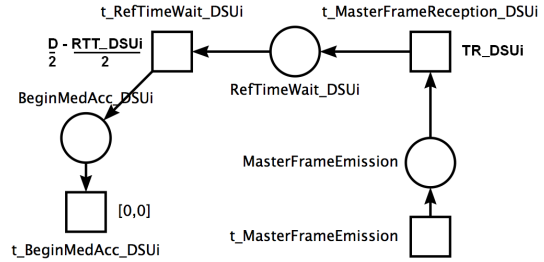 t_RefTimeWait_DSUi
t_MasterFrameReception_DSUi
D - RTT_DSUi
2 2
TR_DSUi
RefTimeWait_DSUi
BeginMedAcc_DSUi
MasterFrameEmission
[0,0]
t_MasterFrameEmission
t_BeginMedAcc_DSUi